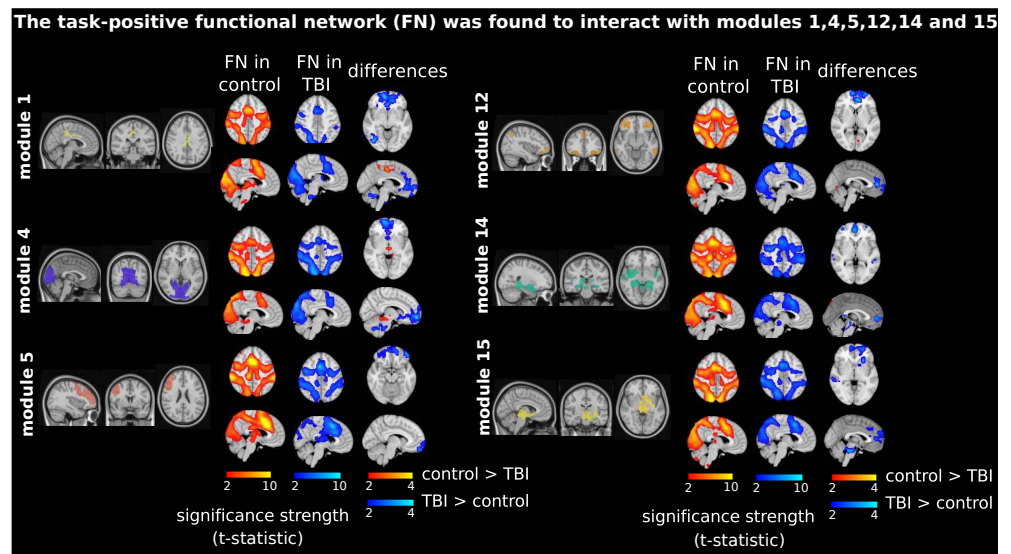 The task-positive functional network (FN) was found to interact with modules 1,4,5,12,14 and 15
FN in control
FN in TBI
differences
module 1
module 4
module 5
2 10
2 10
2 4
control > TBI
2 4
TBI > control
significance strength
(t-statistic)
FN in control
FN in TBI
differences
module 12
module 14
module 15
2 10
2 10
2 4
control > TBI
2 4
TBI > control
significance strength
(t-statistic)